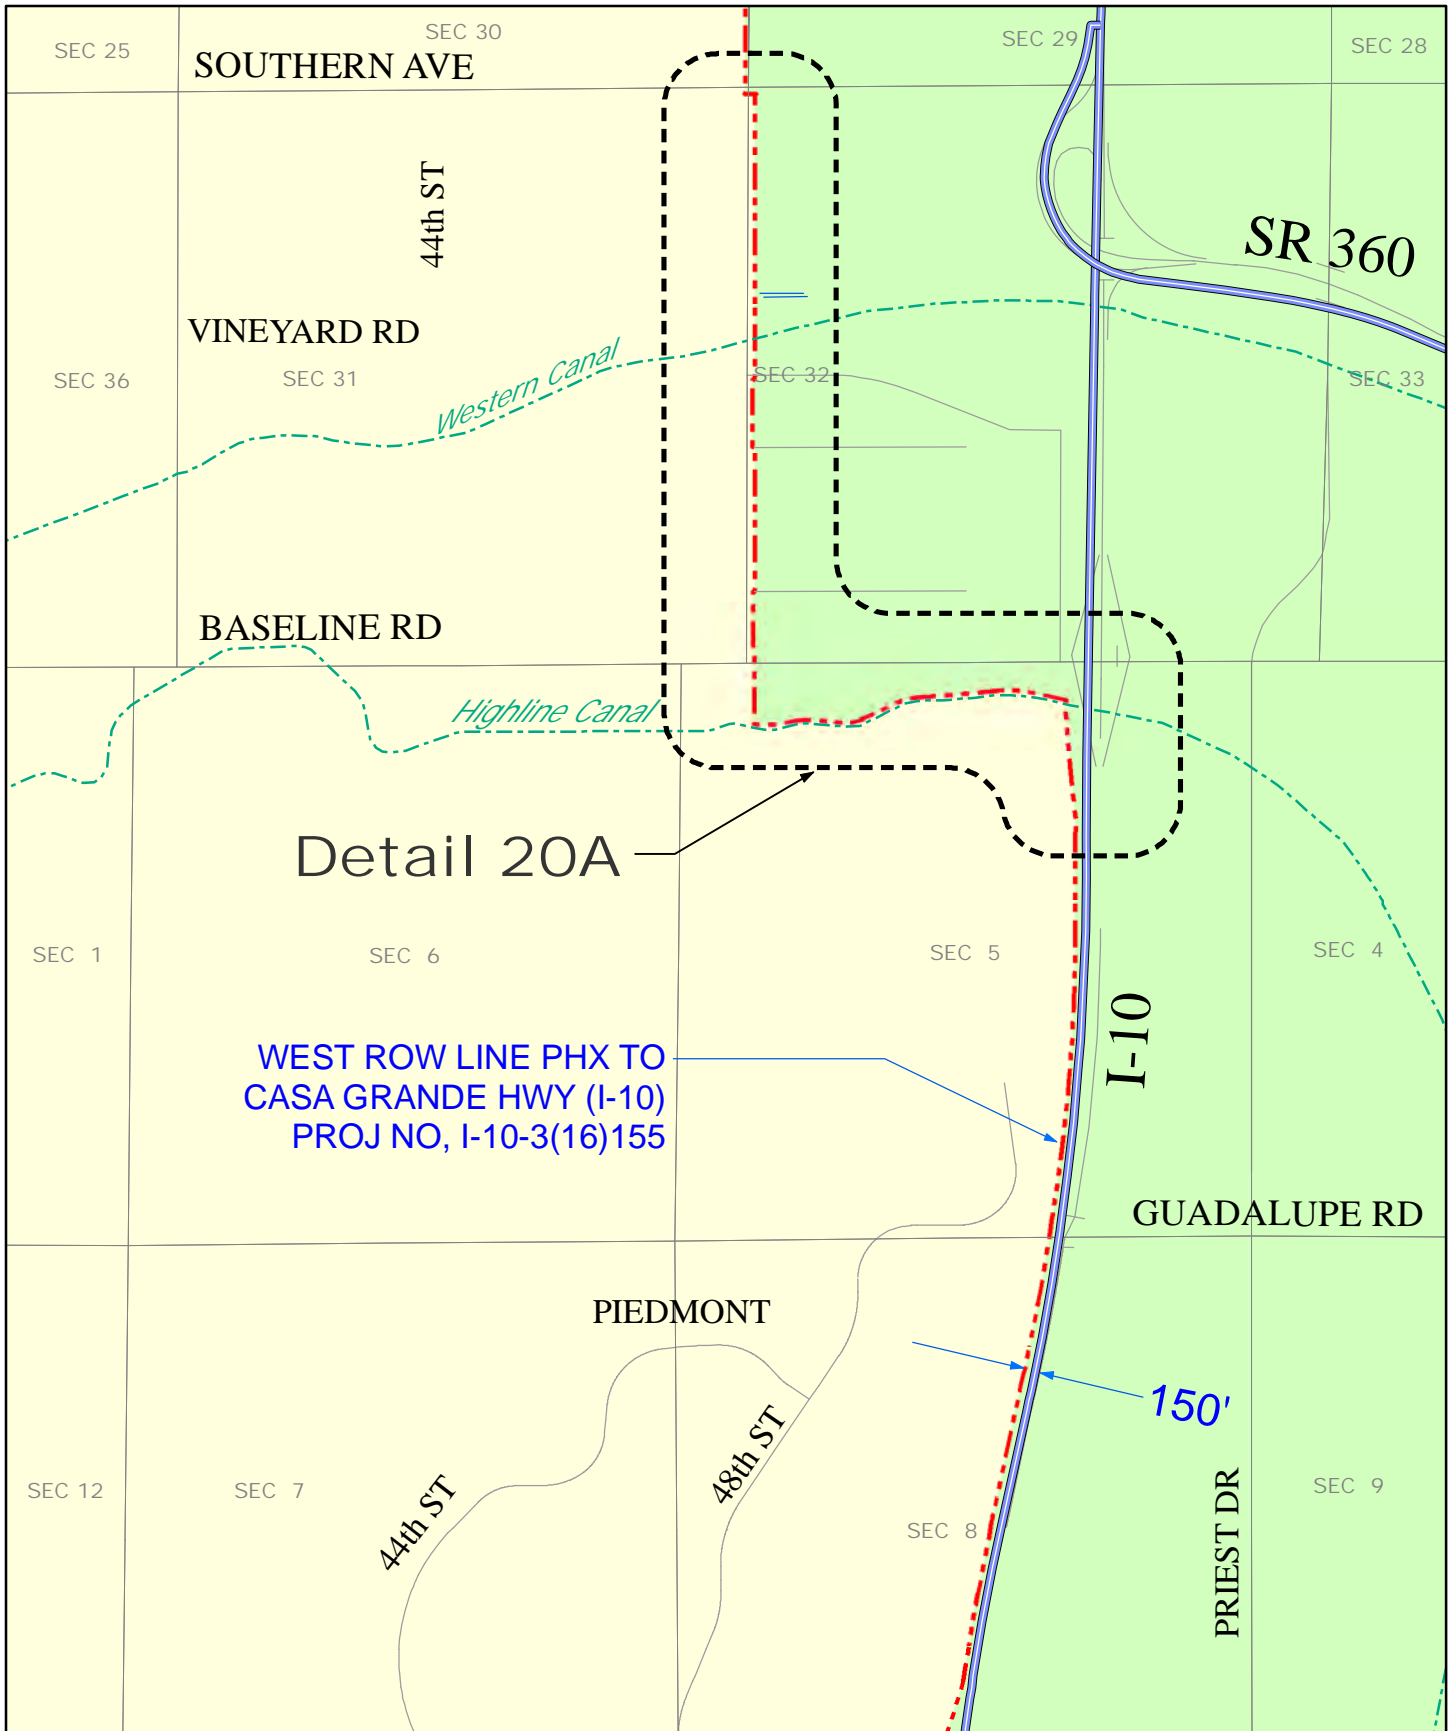 SEC 25
SEC 30
SEC 29
SEC 28
SOUTHERN AVE
44th ST
SR 360
VINEYARD RD
SEC 36
SEC 31
Western Canal
SEC 32
SEC 33
BASELINE RD
Highline Canal
Detail 20A
SEC 1
SEC 6
SEC 5
SEC 4
I-10
WEST ROW LINE PHX TO
CASA GRANDE HWY (I-10)
PROJ NO, I-10-3(16)155
GUADALUPE RD
PIEDMONT
150'
48th ST
44th ST
SEC 12
SEC 7
SEC 8
SEC 9
PRIEST DR